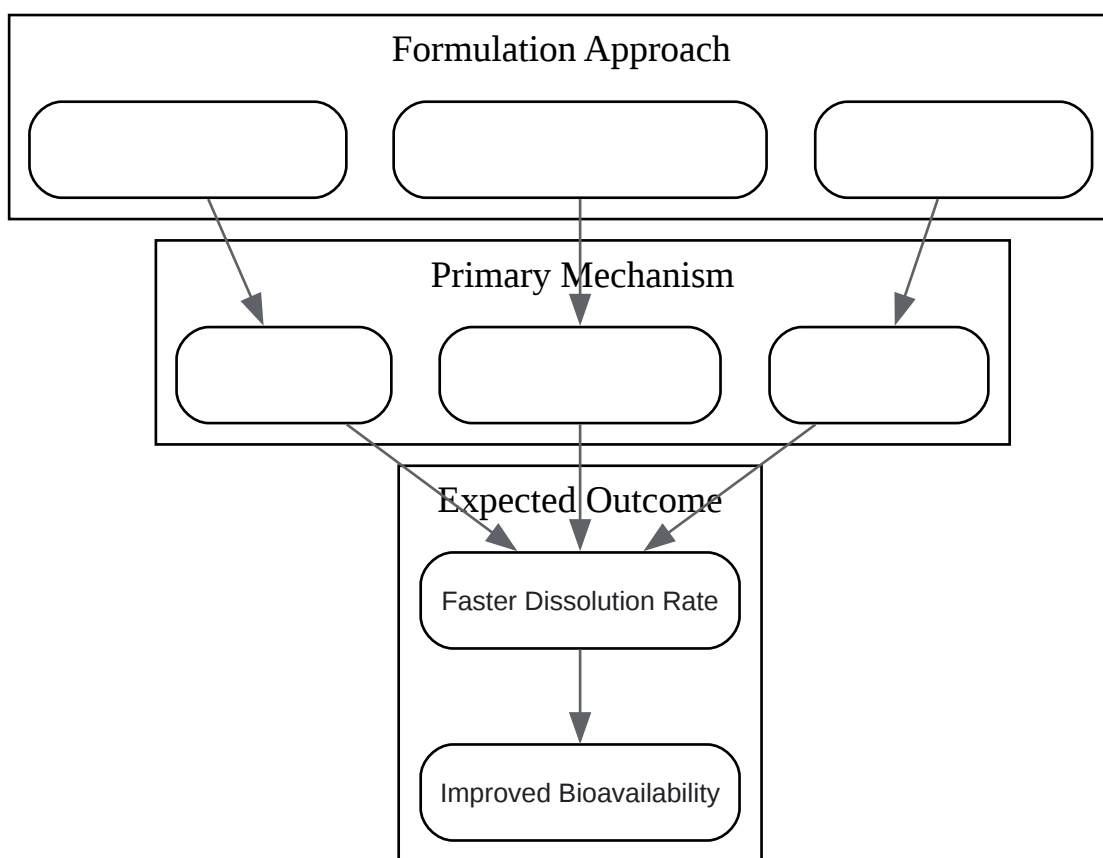 Formulation Approach
Primary Mechanism
Expected Outcome
Faster Dissolution Rate
Improved Bioavailability